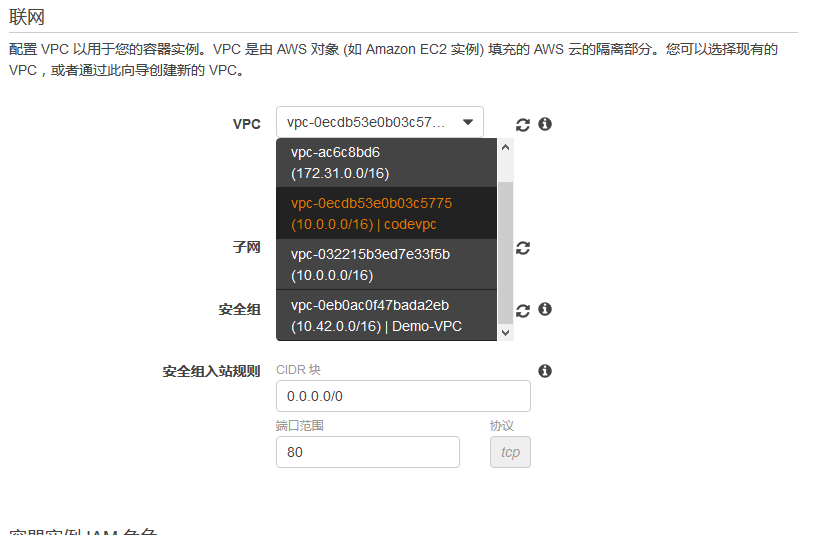 联网
配置 VPC 以用于您的容器实例。VPC 是由 AWS 对象 (如 Amazon EC2 实例) 填充的 AWS 云的隔离部分。您可以选择现有的
VPC，或者通过此向导创建新的 VPC。
VPC
vpc-0ecdb53e0b03c57…
vpc-ac6c8bd6
(172.31.0.0/16)
vpc-0ecdb53e0b03c5775
(10.0.0.0/16) | codevpc
子网
vpc-032215b3ed7e33f5b
(10.0.0.0/16)
安全组
vpc-0eb0ac0f47bada2eb
(10.42.0.0/16) | Demo-VPC
安全组入站规则
CIDR 块
0.0.0.0/0
端口范围 协议
80 tcp